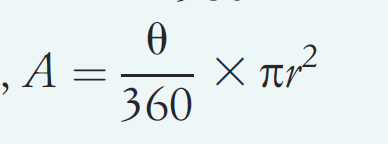 , A = θ/360 × πr²